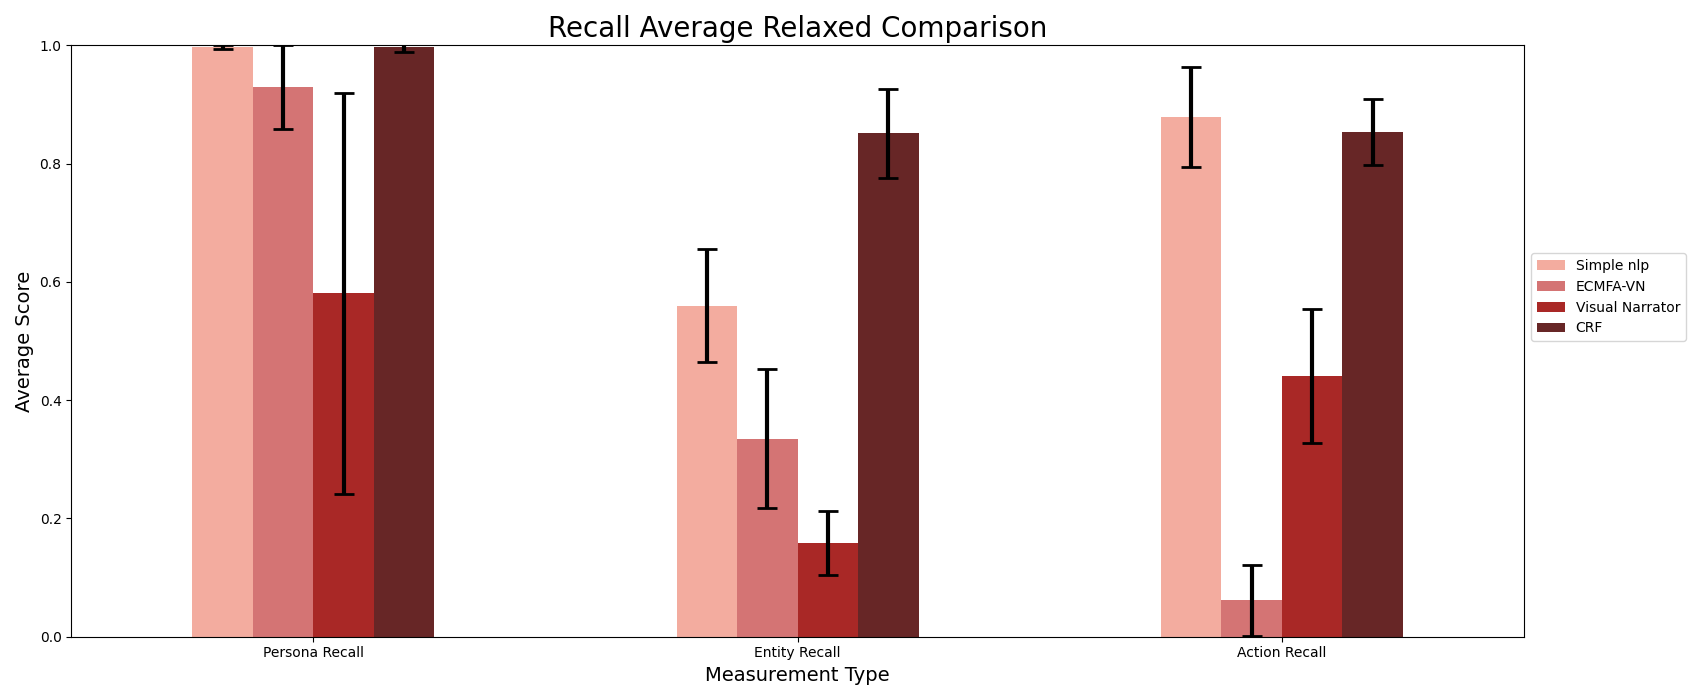 Recall Average Relaxed Comparison
1.0
0.8
0.6
0.4
0.2
0.0
Average Score
Persona Recall
Entity Recall
Action Recall
Measurement Type
Simple nlp
ECMFA-VN
Visual Narrator
CRF